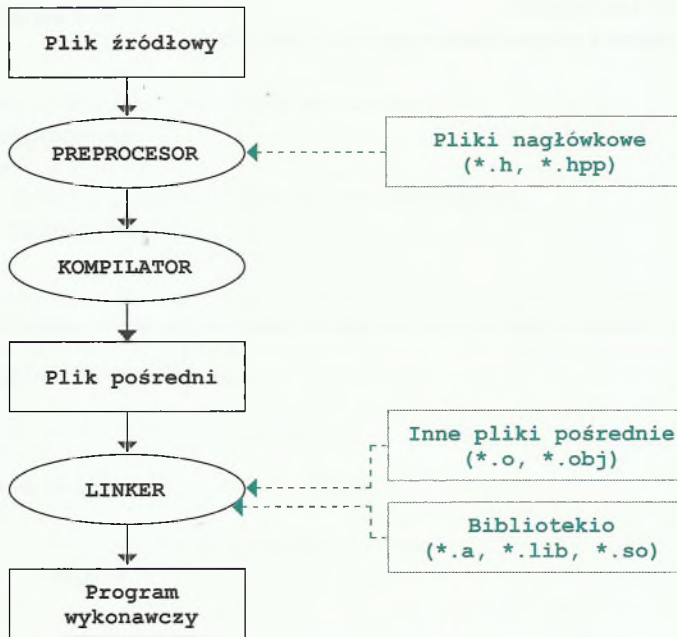 Plik źródłowy
PREPROCESOR
Pliki nagłówkowe
(*.h, *.hpp)
KOMPILATOR
Plik pośredni
Inne pliki pośrednie
(*.o, *.obj)
LINKER
Bibliotekio
(*.a, *.lib, *.so)
Program
wykonawczy